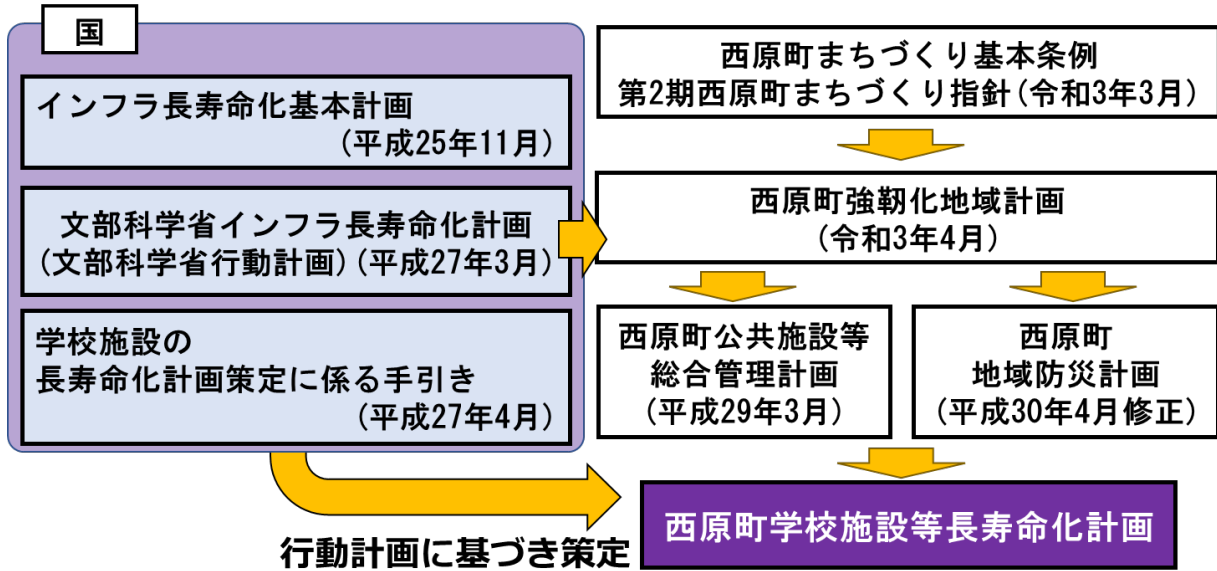 国
インフラ長寿命化基本計画
(平成25年11月)
文部科学省インフラ長寿命化計画
(文部科学省行動計画)(平成27年3月)
学校施設の
長寿命化計画策定に係る手引き
(平成27年4月)
西原町まちづくり基本条例
第2期西原町まちづくり指針(令和3年3月)
西原町強靭化地域計画
(令和3年4月)
西原町公共施設等
総合管理計画
(平成29年3月)
西原町
地域防災計画
(平成30年4月修正)
行動計画に基づき策定
西原町学校施設等長寿命化計画